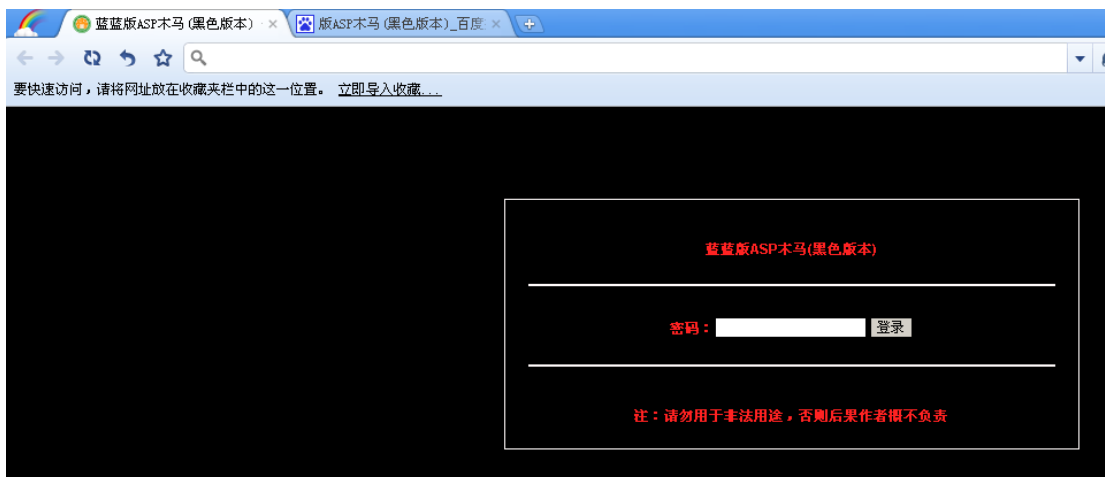 蓝蓝版ASP木马(黑色版本)
版ASP木马(黑色版本)_百度
要快速访问，请将网址放在收藏夹栏中的这一位置。 立即导入收藏...
蓝蓝版ASP木马(黑色版本)
密码： 登录
注：请勿用于非法用途，否则后果作者概不负责